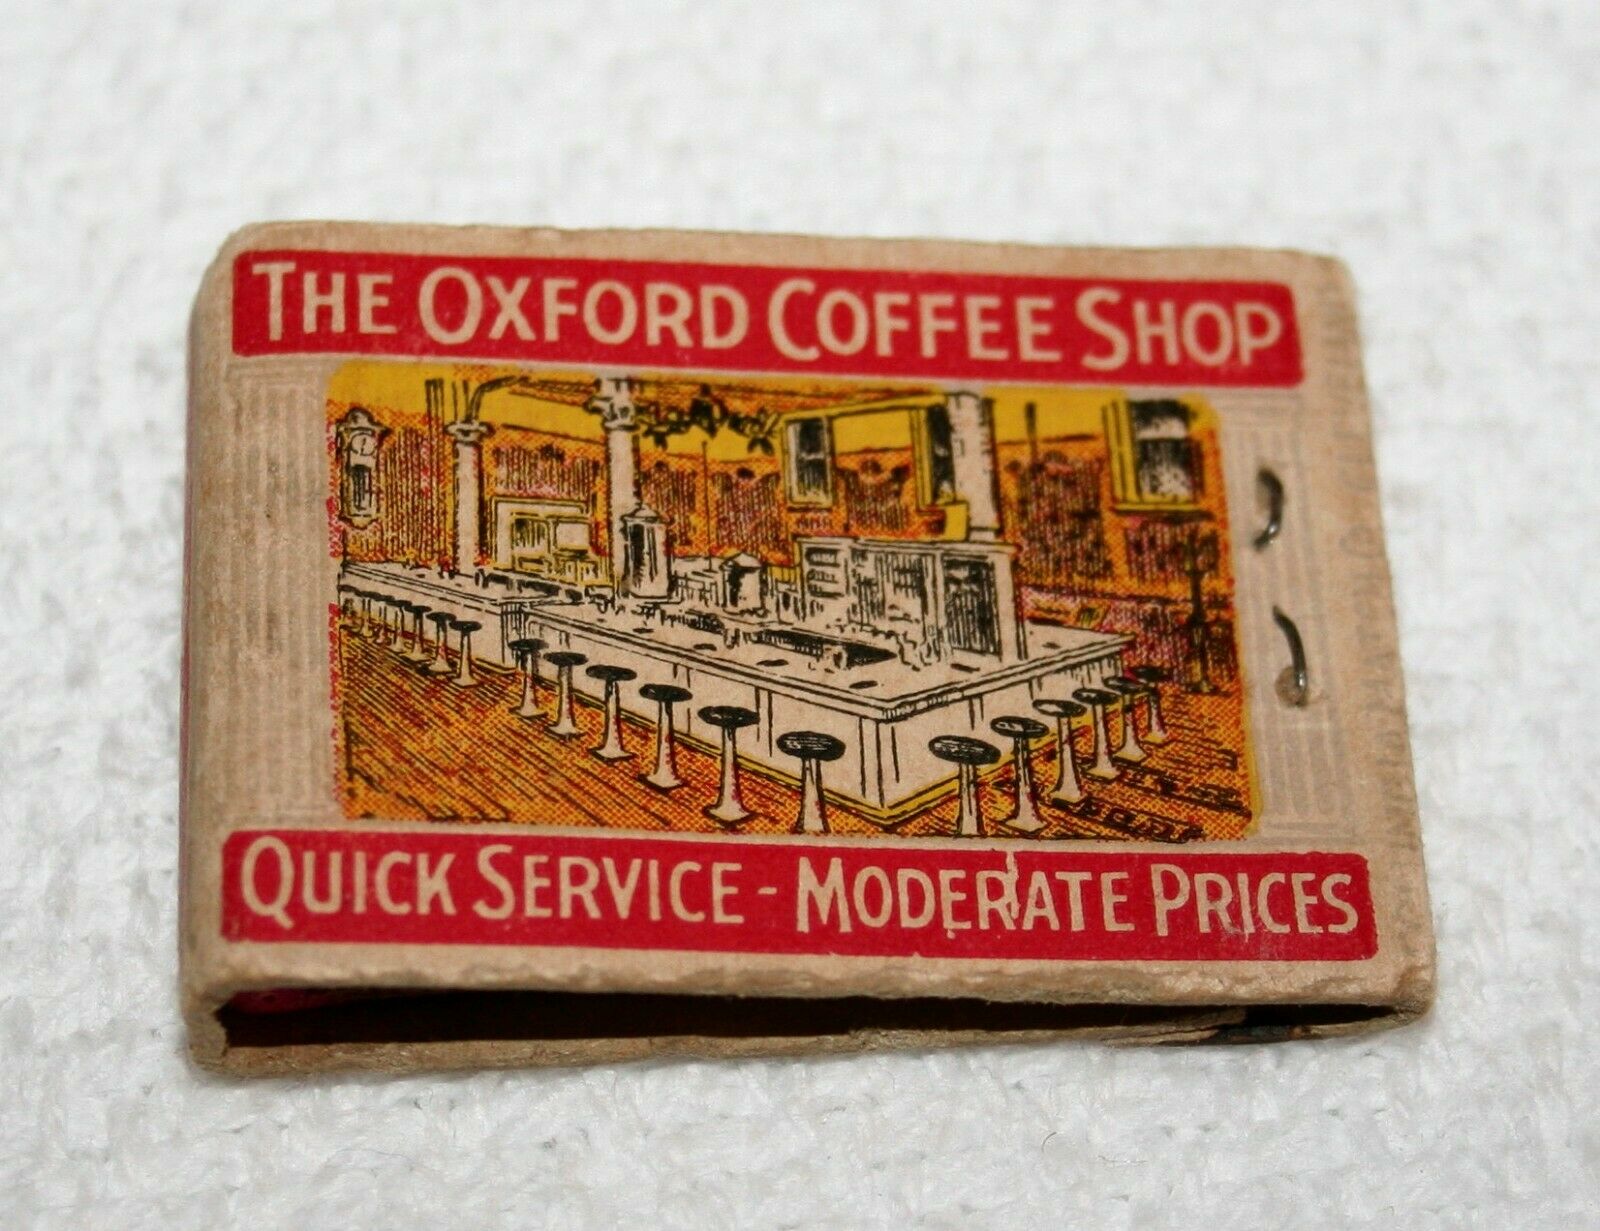 THE OXFORD COFFEE SHOP
QUICK SERVICE - MODERATE PRICES